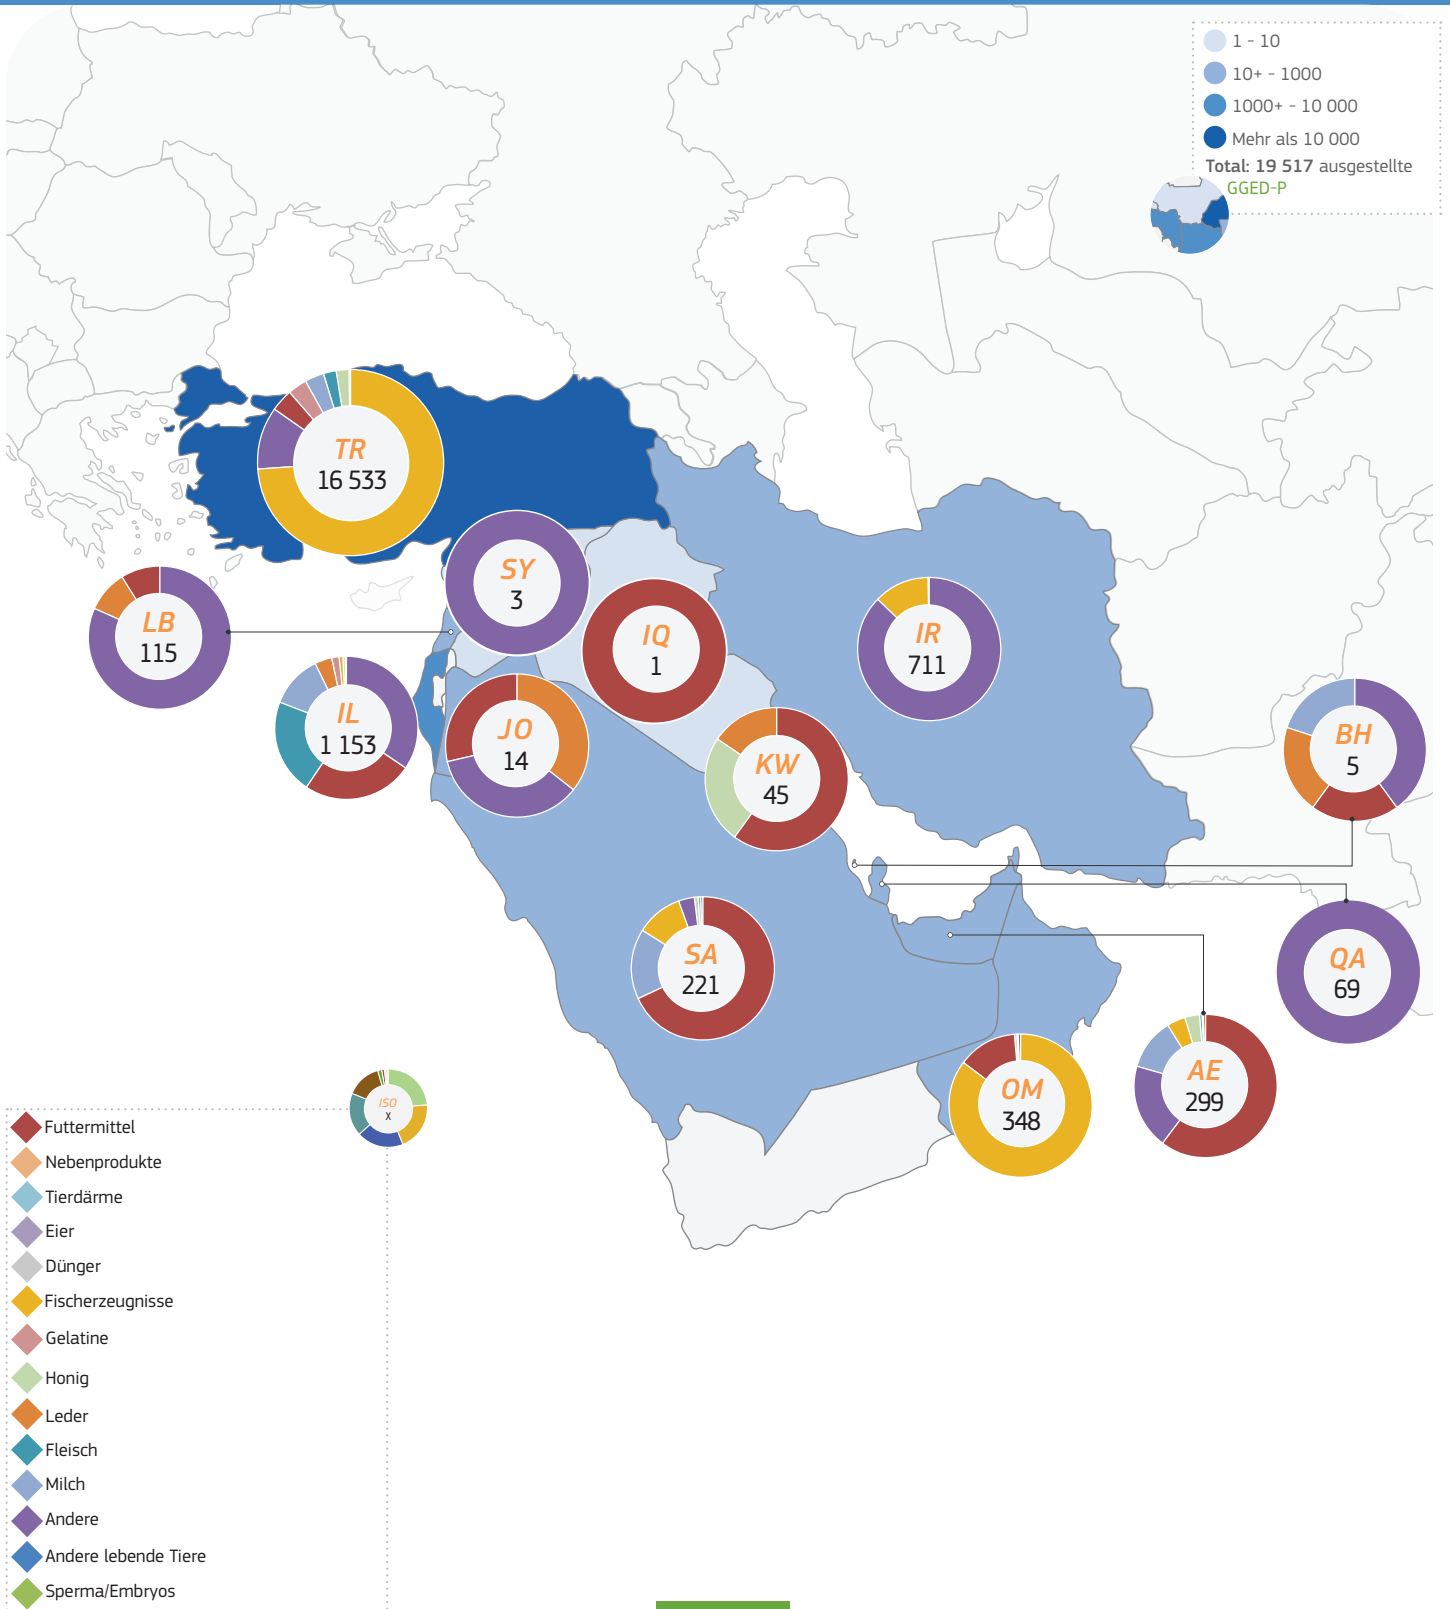 1 - 10
10+ - 1000
1000+ - 10 000
Mehr als 10 000
Total: 19 517 ausgestellte
GGED-P
TR
16 533
SY
3
LB
115
IQ
1
IR
711
IL
1 153
JO
14
KW
45
BH
5
SA
221
QA
69
OM
348
AE
299
ISO
X
Futtermittel
Nebenprodukte
Tierdärme
Eier
Dünger
Fischerzeugnisse
Gelatine
Honig
Leder
Fleisch
Milch
Andere
Andere lebende Tiere
Sperma/Embryos